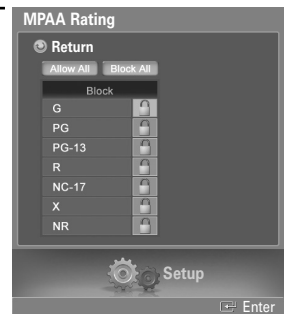 MPAA Rating
Return
Allow All Block All
Block
G
PG
PG-13
R
NC-17
X
NR
Setup
Enter